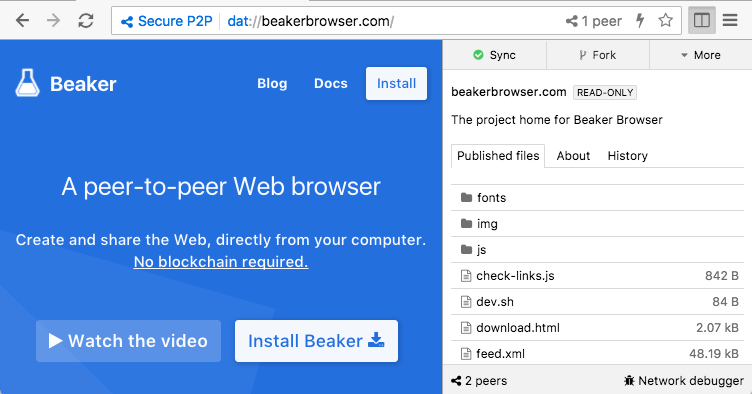 Secure P2P dat://beakerbrowser.com/ 1 peer
Beaker Blog Docs Install
A peer-to-peer Web browser
Create and share the Web, directly from your computer.
No blockchain required.
Watch the video Install Beaker
Sync Fork More
beakerbrowser.com READ-ONLY
The project home for Beaker Browser
Published files About History
fonts
img
js
check-links.js 842 B
dev.sh 84 B
download.html 2.07 kB
feed.xml 48.19 kB
2 peers Network debugger